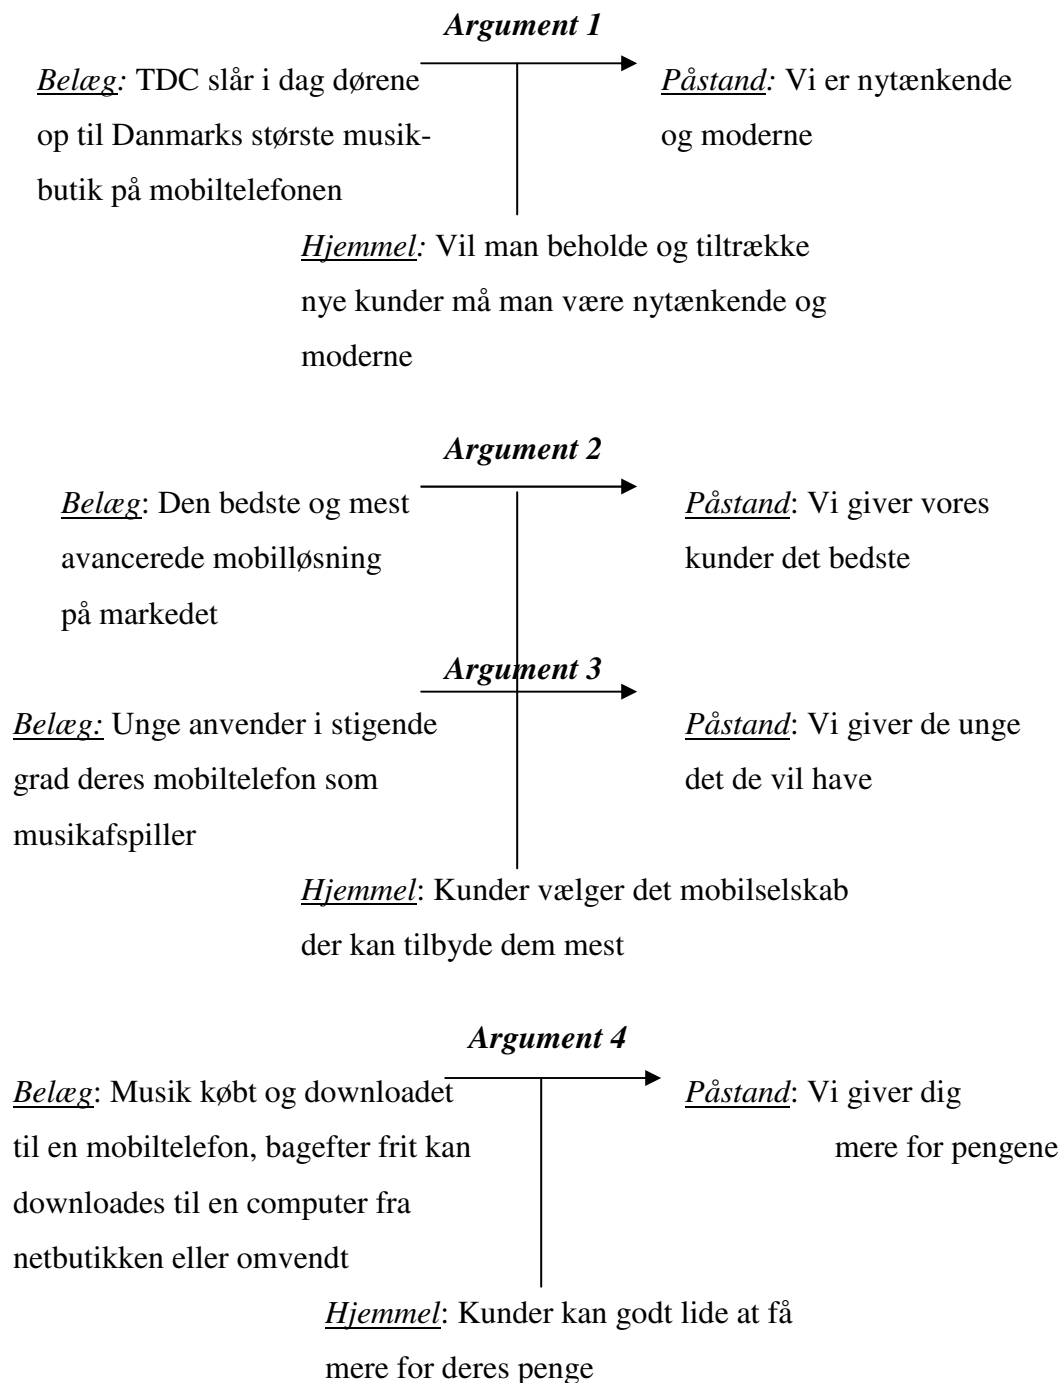 Argument 1
Belæg: TDC slår i dag dørene
op til Danmarks største musik-
butik på mobiltelefonen
Påstand: Vi er nytænkende
og moderne
Hjemmel: Vil man beholde og tiltrække
nye kunder må man være nytænkende og
moderne
Argument 2
Belæg: Den bedste og mest
avancerede mobilløsning
på markedet
Påstand: Vi giver vores
kunder det bedste
Argument 3
Belæg: Unge anvender i stigende
grad deres mobiltelefon som
musikafspiller
Påstand: Vi giver de unge
det de vil have
Hjemmel: Kunder vælger det mobilselskab
der kan tilbyde dem mest
Argument 4
Belæg: Musik købt og downloadet
til en mobiltelefon, bagefter frit kan
downloades til en computer fra
netbutikken eller omvendt
Påstand: Vi giver dig
mere for pengene
Hjemmel: Kunder kan godt lide at få
mere for deres penge